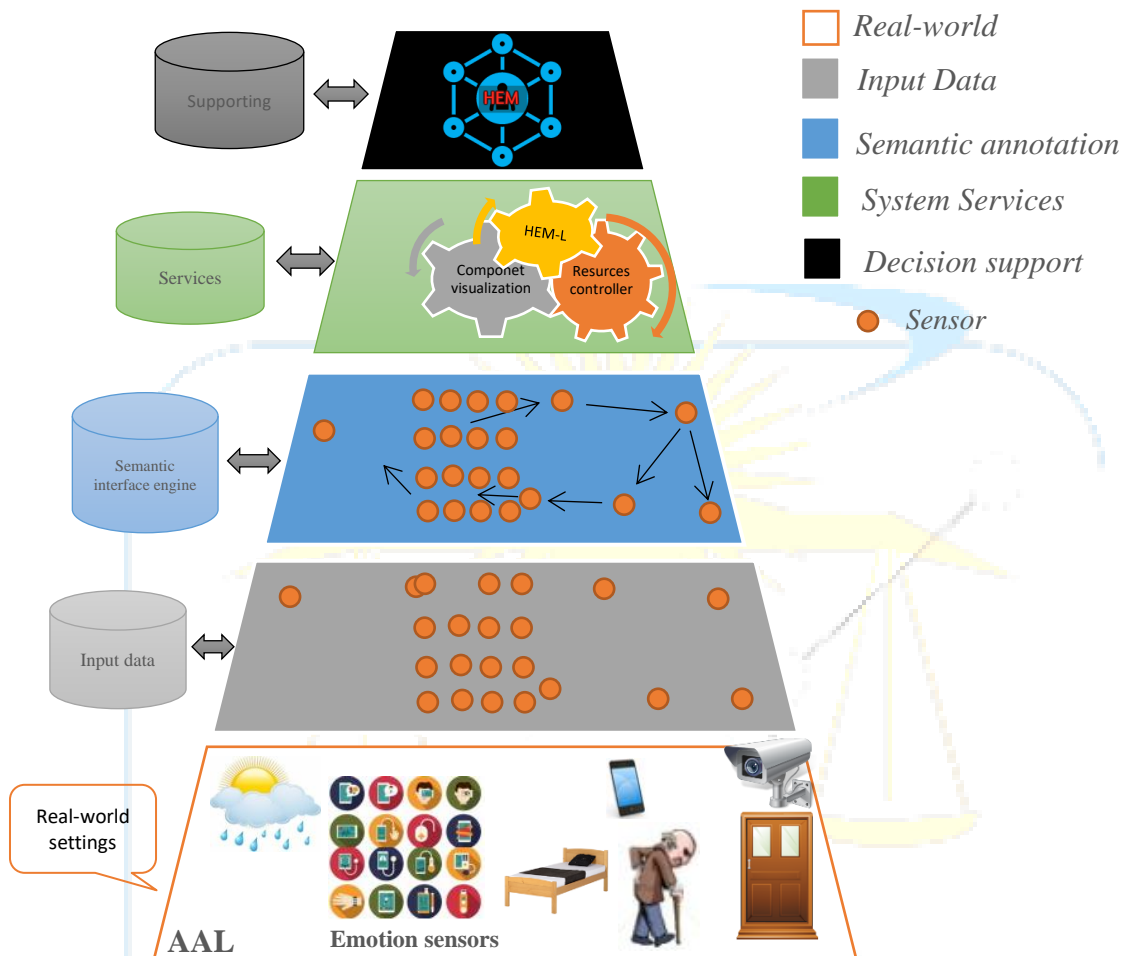 Supporting
HEM
Real-world
Input Data
Semantic annotation
System Services
Decision support
Sensor
Services
HEM-L
Componet
visualization
Resurces
controller
Semantic
interface engine
Input data
Real-world
settings
AAL
Emotion sensors